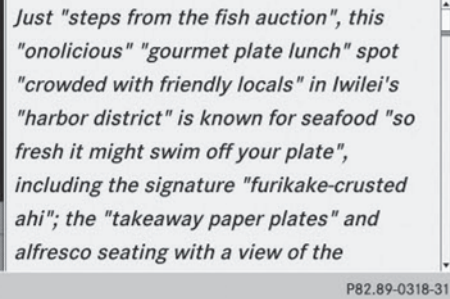 Just "steps from the fish auction", this
"onolicious" "gourmet plate lunch" spot
"crowded with friendly locals" in Iwilei's
"harbor district" is known for seafood "so
fresh it might swim off your plate",
including the signature "furikake-crusted
ahi"; the "takeaway paper plates" and
alfresco seating with a view of the
P82.89-0318-31